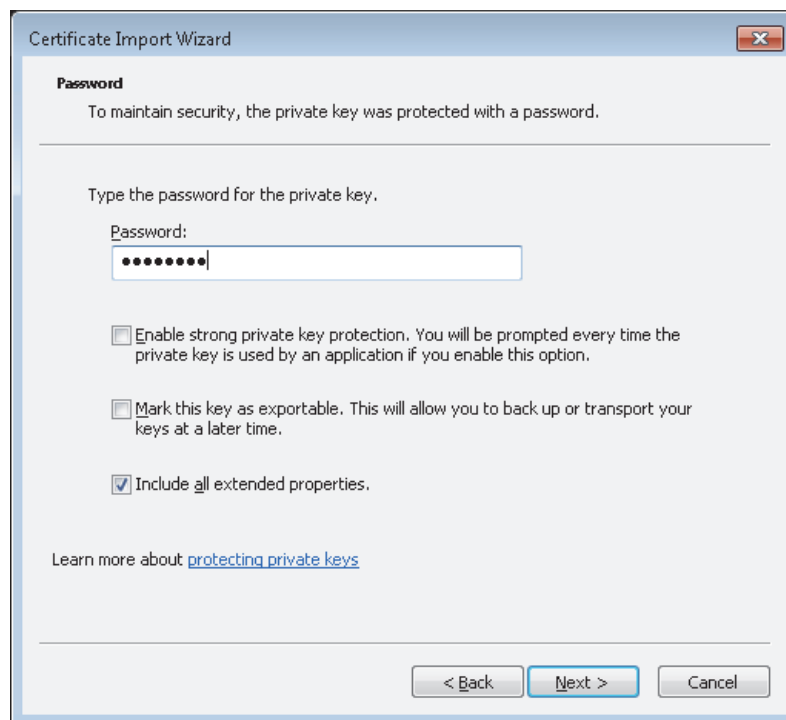 Certificate Import Wizard
Password
To maintain security, the private key was protected with a password.
Type the password for the private key.
Password:
••••••••
Enable strong private key protection. You will be prompted every time the
private key is used by an application if you enable this option.
Mark this key as exportable. This will allow you to back up or transport your
keys at a later time.
Include all extended properties.
Learn more about protecting private keys
< Back Next > Cancel